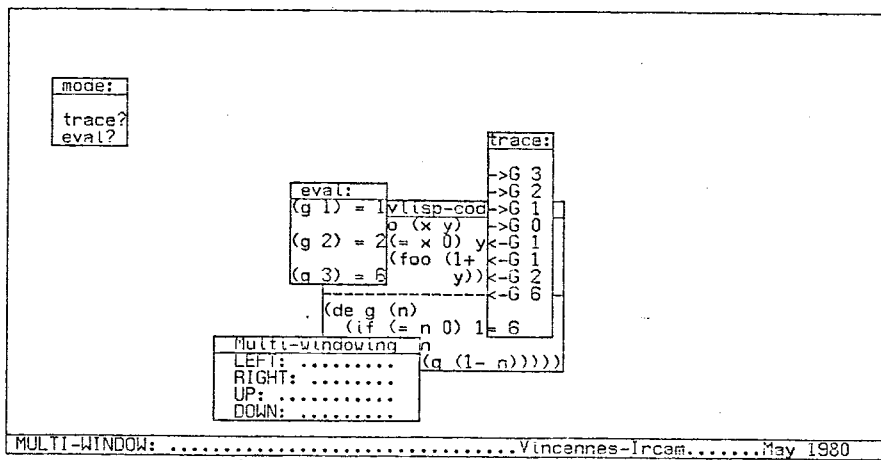 mode:
trace?
eval?
trace:
->G 3
->G 2
->G 1
->G 0
<-G 1
<-G 1
<-G 2
<-G 6
= 6
eval:
(g 1) = 1
(g 2) = 2
(g 3) = 6
vlisp-cod
o (x y)
(= x 0) y
(foo (1+
y))
(de g (n)
(if (= n 0) 1
n
(g (1- n)))))
Multi-windowing
LEFT: .........
RIGHT: ........
UP: ...........
DOWN: .........
MULTI-WINDOW: ................................Vincennes-Ircam.......May 1980